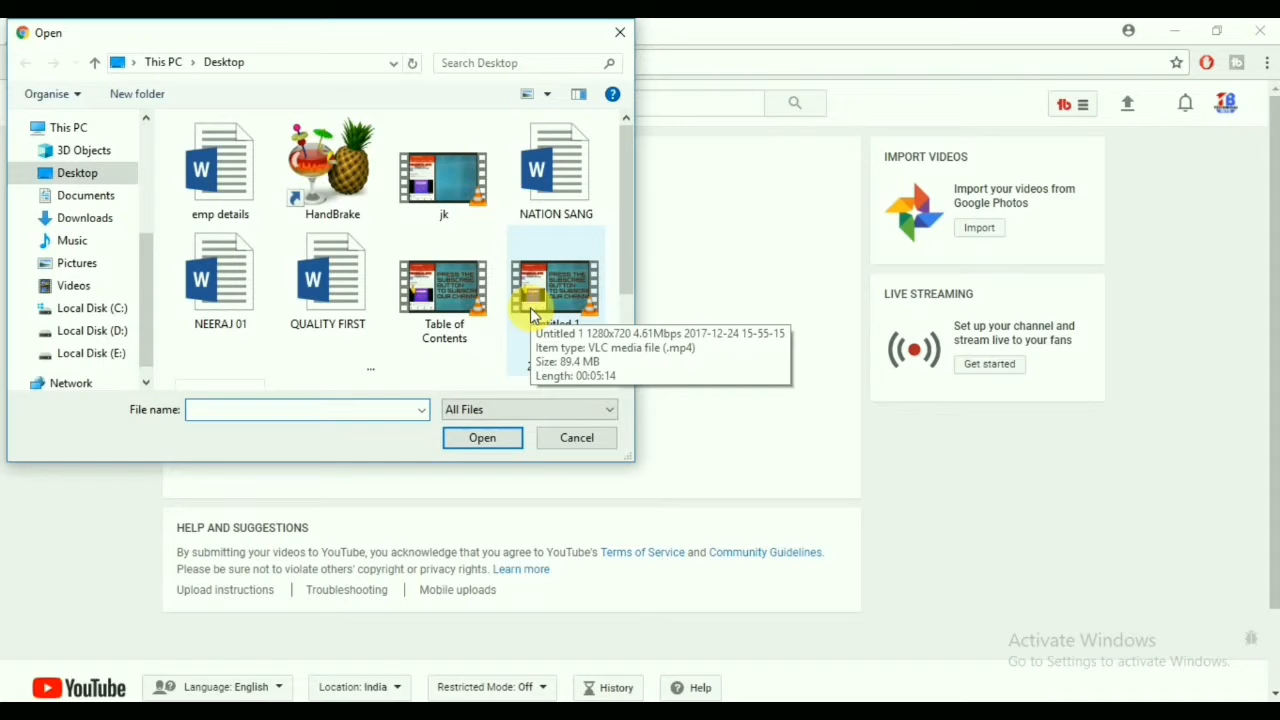 Open
This PC
Desktop
Search Desktop
Organise
New folder
This PC
3D Objects
Desktop
Documents
Downloads
Music
Pictures
Videos
Local Disk (C:)
Local Disk (D:)
Local Disk (E:)
Network
W
emp details
HandBrake
jk
W
NATION SANG
W
NEERAJ 01
W
QUALITY FIRST
Table of
Contents
PRESS THE
SUBSCRIBE
BUTTON
Untitled 1
...
Untitled 1 1280x720 4.61Mbps 2017-12-24 15-55-15
Item type: VLC media file (.mp4)
Size: 89.4 MB
Length: 00:05:14
File name:
All Files
Open
Cancel
IMPORT VIDEOS
Import your videos from
Google Photos
Import
LIVE STREAMING
Set up your channel and
stream live to your fans
Get started
HELP AND SUGGESTIONS
By submitting your videos to YouTube, you acknowledge that you agree to YouTube's Terms of Service and Community Guidelines.
Please be sure not to violate others' copyright or privacy rights. Learn more
Upload instructions
Troubleshooting
Mobile uploads
Activate Windows
Go to Settings to activate Windows.
YouTube
Language: English
Location: India
Restricted Mode: Off
History
Help